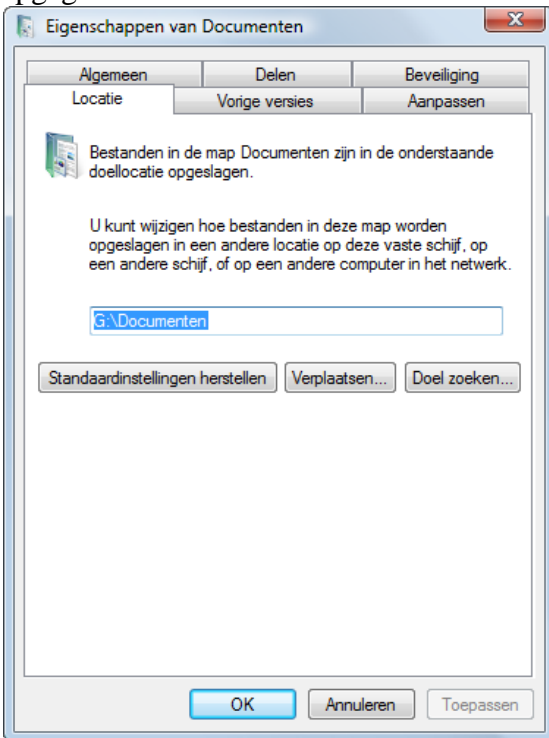 Eigenschappen van Documenten
Algemeen Delen Beveiliging
Locatie Vorige versies Aanpassen
Bestanden in de map Documenten zijn in de onderstaande
doellocatie opgeslagen.
U kunt wijzigen hoe bestanden in deze map worden
opgeslagen in een andere locatie op deze vaste schijf, op
een andere schijf, of op een andere computer in het netwerk.
G:\Documenten
Standaardinstellingen herstellen Verplaatsen... Doel zoeken...
OK Annuleren Toepassen